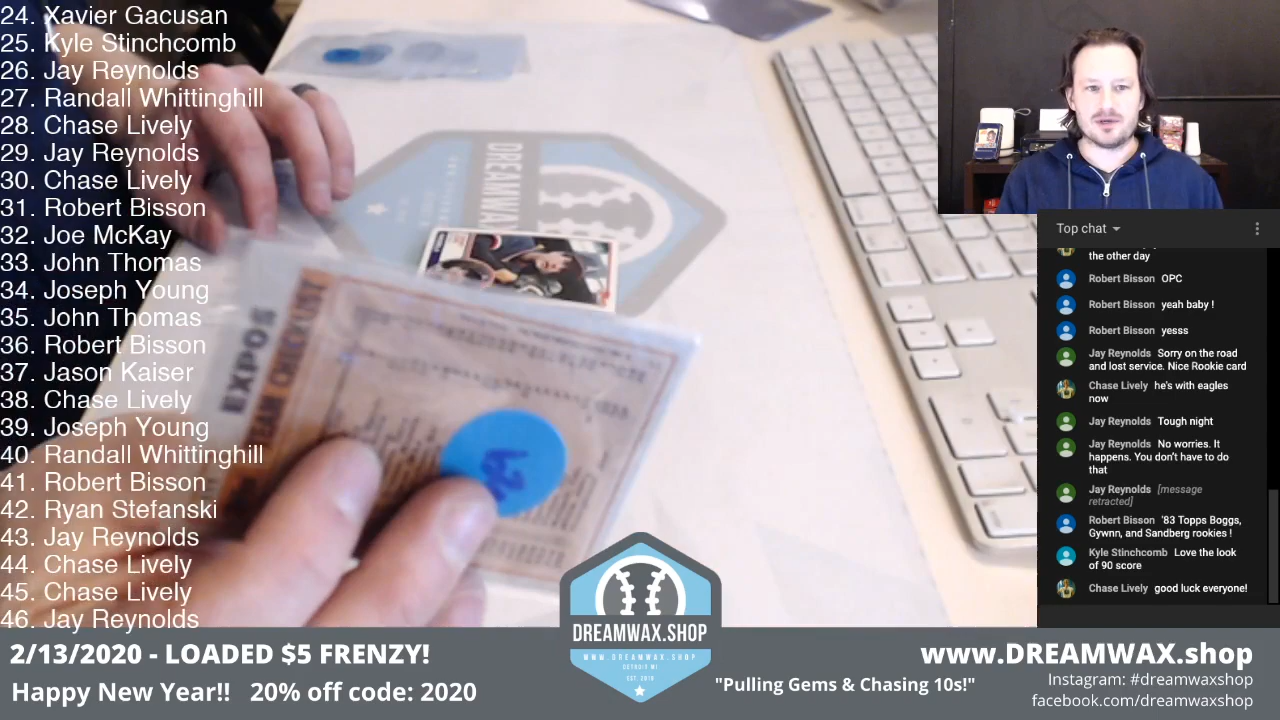 24. Xavier Gacusan
25. Kyle Stinchcomb
26. Jay Reynolds
27. Randall Whittinghill
28. Chase Lively
29. Jay Reynolds
30. Chase Lively
31. Robert Bisson
32. Joe McKay
33. John Thomas
34. Joseph Young
35. John Thomas
36. Robert Bisson
37. Jason Kaiser
38. Chase Lively
39. Joseph Young
40. Randall Whittinghill
41. Robert Bisson
42. Ryan Stefanski
43. Jay Reynolds
44. Chase Lively
45. Chase Lively
46. Jay Reynolds
DREAMWAX
EXPOS
TEAM CHECKLIST
Top chat
the other day
Robert Bisson OPC
Robert Bisson yeah baby !
Robert Bisson yesss
Jay Reynolds Sorry on the road
and lost service. Nice Rookie card
Chase Lively he's with eagles
now
Jay Reynolds Tough night
Jay Reynolds No worries. It
happens. You don't have to do
that
Jay Reynolds [message
retracted]
Robert Bisson '83 Topps Boggs,
Gywnn, and Sandberg rookies !
Kyle Stinchcomb Love the look
of 90 score
Chase Lively good luck everyone!
2/13/2020 - LOADED $5 FRENZY!
Happy New Year!! 20% off code: 2020
DREAMWAX.SHOP
WWW.DREAMWAX.SHOP
DETROIT MI
EST. 2019
"Pulling Gems & Chasing 10s!"
www.DREAMWAX.shop
Instagram: #dreamwaxshop
facebook.com/dreamwaxshop